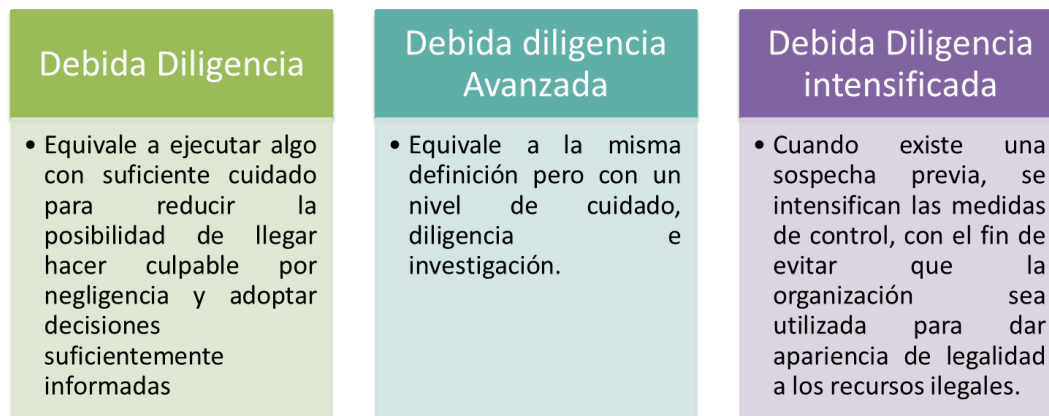 Debida Diligencia
• Equivale a ejecutar algo
con suficiente cuidado
para reducir la
posibilidad de llegar
hacer culpable por
negligencia y adoptar
decisiones
suficientemente
informadas
Debida diligencia
Avanzada
• Equivale a la misma
definición pero con un
nivel de cuidado,
diligencia e
investigación.
Debida Diligencia
intensificada
• Cuando existe una
sospecha previa, se
intensifican las medidas
de control, con el fin de
evitar que la
organización sea
utilizada para dar
apariencia de legalidad
a los recursos ilegales.